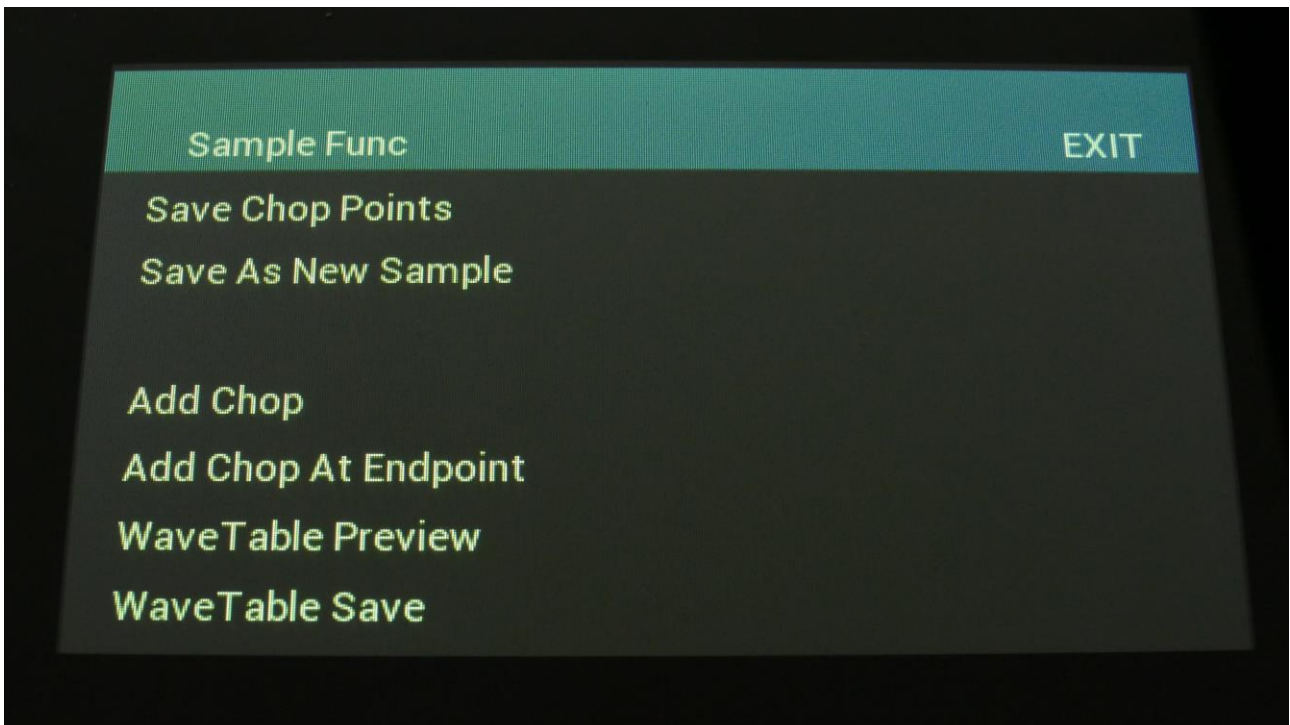 Sample Func EXIT
Save Chop Points
Save As New Sample
Add Chop
Add Chop At Endpoint
WaveTable Preview
WaveTable Save